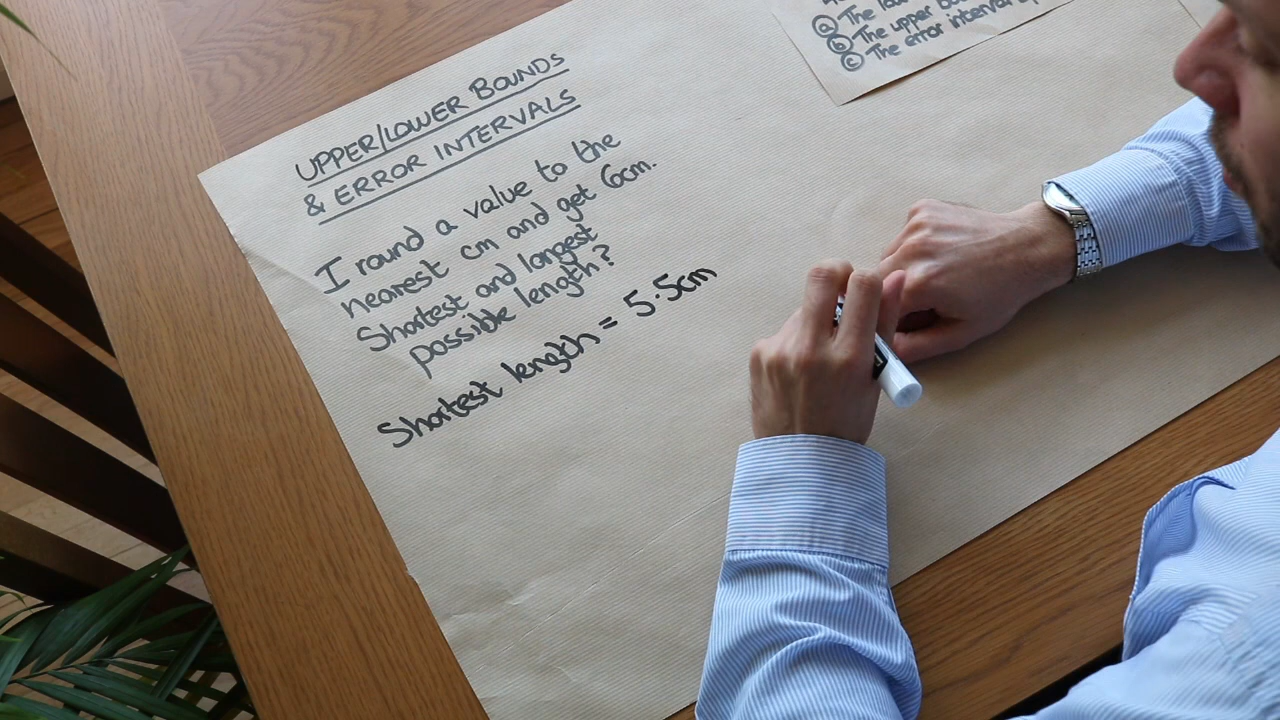 UPPER/LOWER BOUNDS
& ERROR INTERVALS
I round a value to the
nearest cm and get 6cm.
Shortest and longest
possible length?
Shortest length = 5.5cm
ⓐ The
ⓑ The upper
ⓒ The error interval